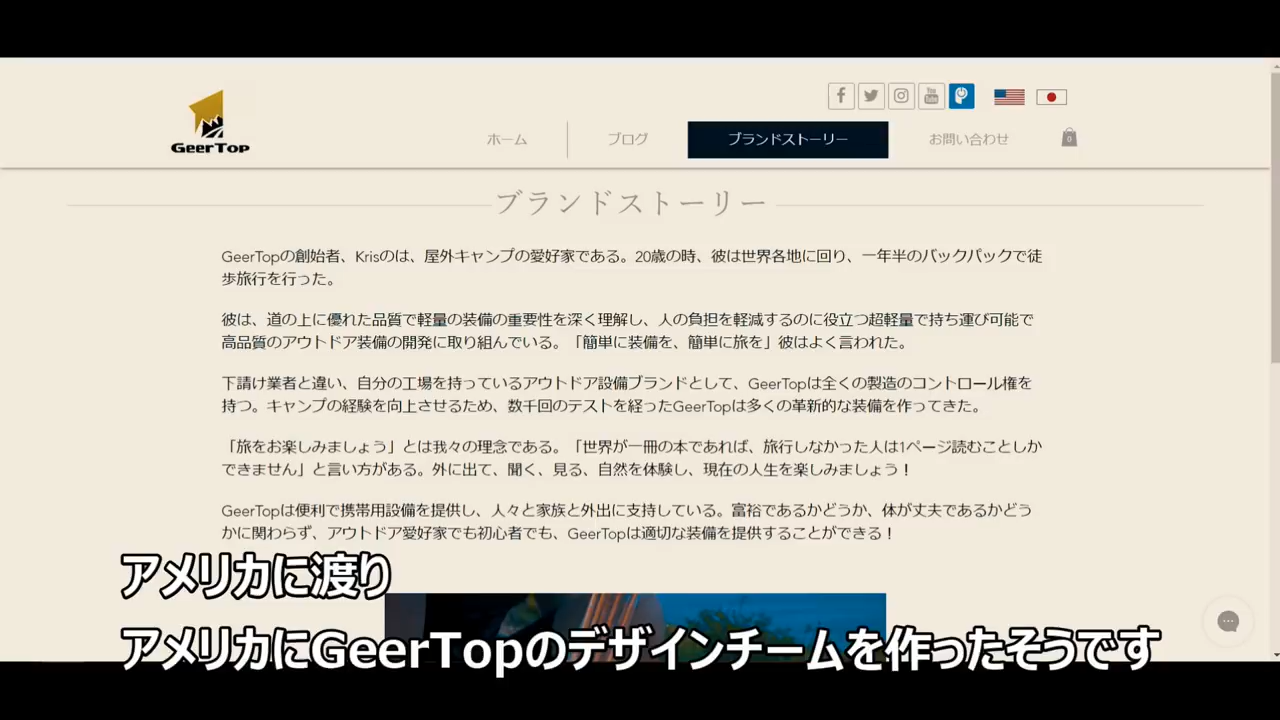 GeerTop
ホーム
ブログ
ブランドストーリー
お問い合わせ
0
ブランドストーリー
GeerTopの創始者、Krisのは、屋外キャンプの愛好家である。20歳の時、彼は世界各地に回り、一年半のバックパックで徒
歩旅行を行った。
彼は、道の上に優れた品質で軽量の装備の重要性を深く理解し、人の負担を軽減するのに役立つ超軽量で持ち運び可能で
高品質のアウトドア装備の開発に取り組んでいる。「簡単に装備を、簡単に旅を」彼はよく言われた。
下請け業者と違い、自分の工場を持っているアウトドア設備ブランドとして、GeerTopは全くの製造のコントロール権を
持つ。キャンプの経験を向上させるため、数千回のテストを経ったGeerTopは多くの革新的な装備を作ってきた。
「旅をお楽しみましょう」とは我々の理念である。「世界が一冊の本であれば、旅行しなかった人は1ページ読むことしか
できません」と言い方がある。外に出て、聞く、見る、自然を体験し、現在の人生を楽しみましょう！
GeerTopは便利で携帯用設備を提供し、人々と家族と外出に支持している。富裕であるかどうか、体が丈夫であるかどう
かに関わらず、アウトドア愛好家でも初心者でも、GeerTopは適切な装備を提供することができる！
アメリカに渡り
アメリカにGeerTopのデザインチームを作ったそうです